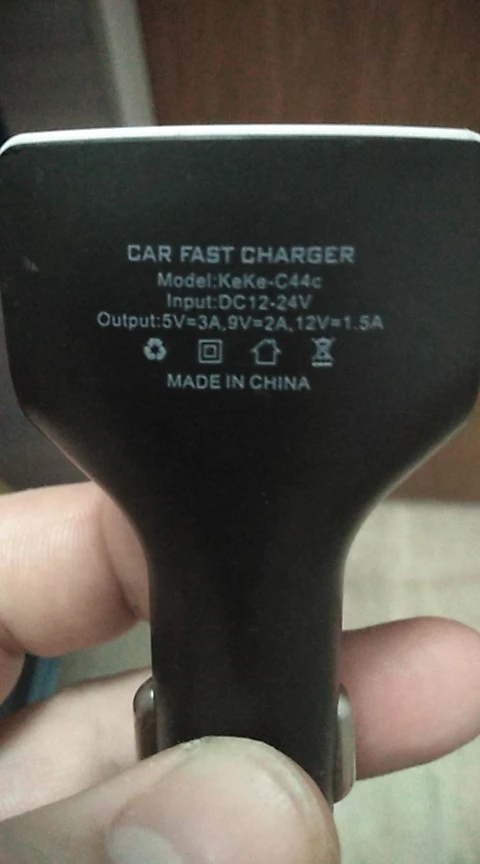 CAR FAST CHARGER
Model:KeKe-C44c
Input:DC12-24V
Output:5V=3A,9V=2A,12V=1.5A
MADE IN CHINA